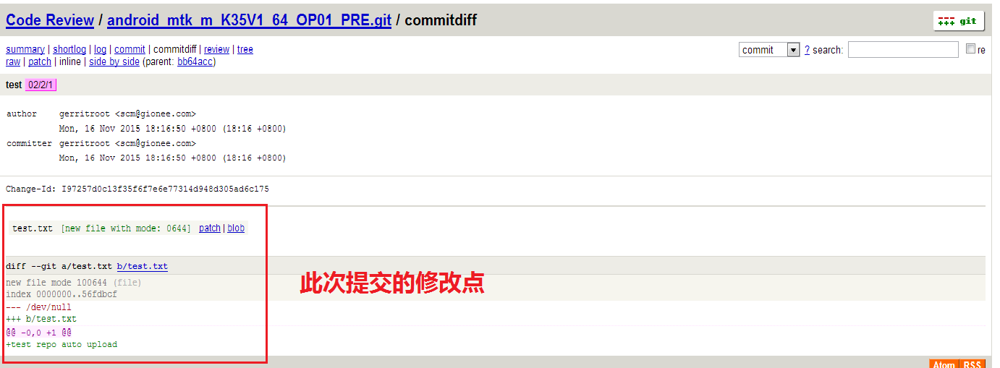 Code Review / android_mtk_m_K35V1_64_OP01_PRE.git / commitdiff
git
summary | shortlog | log | commit | commitdiff | review | tree
commit ? search: re
raw | patch | inline | side by side (parent: bb64acc)
test 02/2/1
author gerritroot <scm@gionee.com>
Mon, 16 Nov 2015 18:16:50 +0800 (18:16 +0800)
committer gerritroot <scm@gionee.com>
Mon, 16 Nov 2015 18:16:50 +0800 (18:16 +0800)
Change-Id: I97257d0c13f35f6f7e6e77314d948d305ad6c175
test.txt [new file with mode: 0644] patch | blob
diff --git a/test.txt b/test.txt
new file mode 100644 (file)
index 0000000..56fdbcf
--- /dev/null
+++ b/test.txt
@@ -0,0 +1 @@
+test repo auto upload
此次提交的修改点
Atom RSS